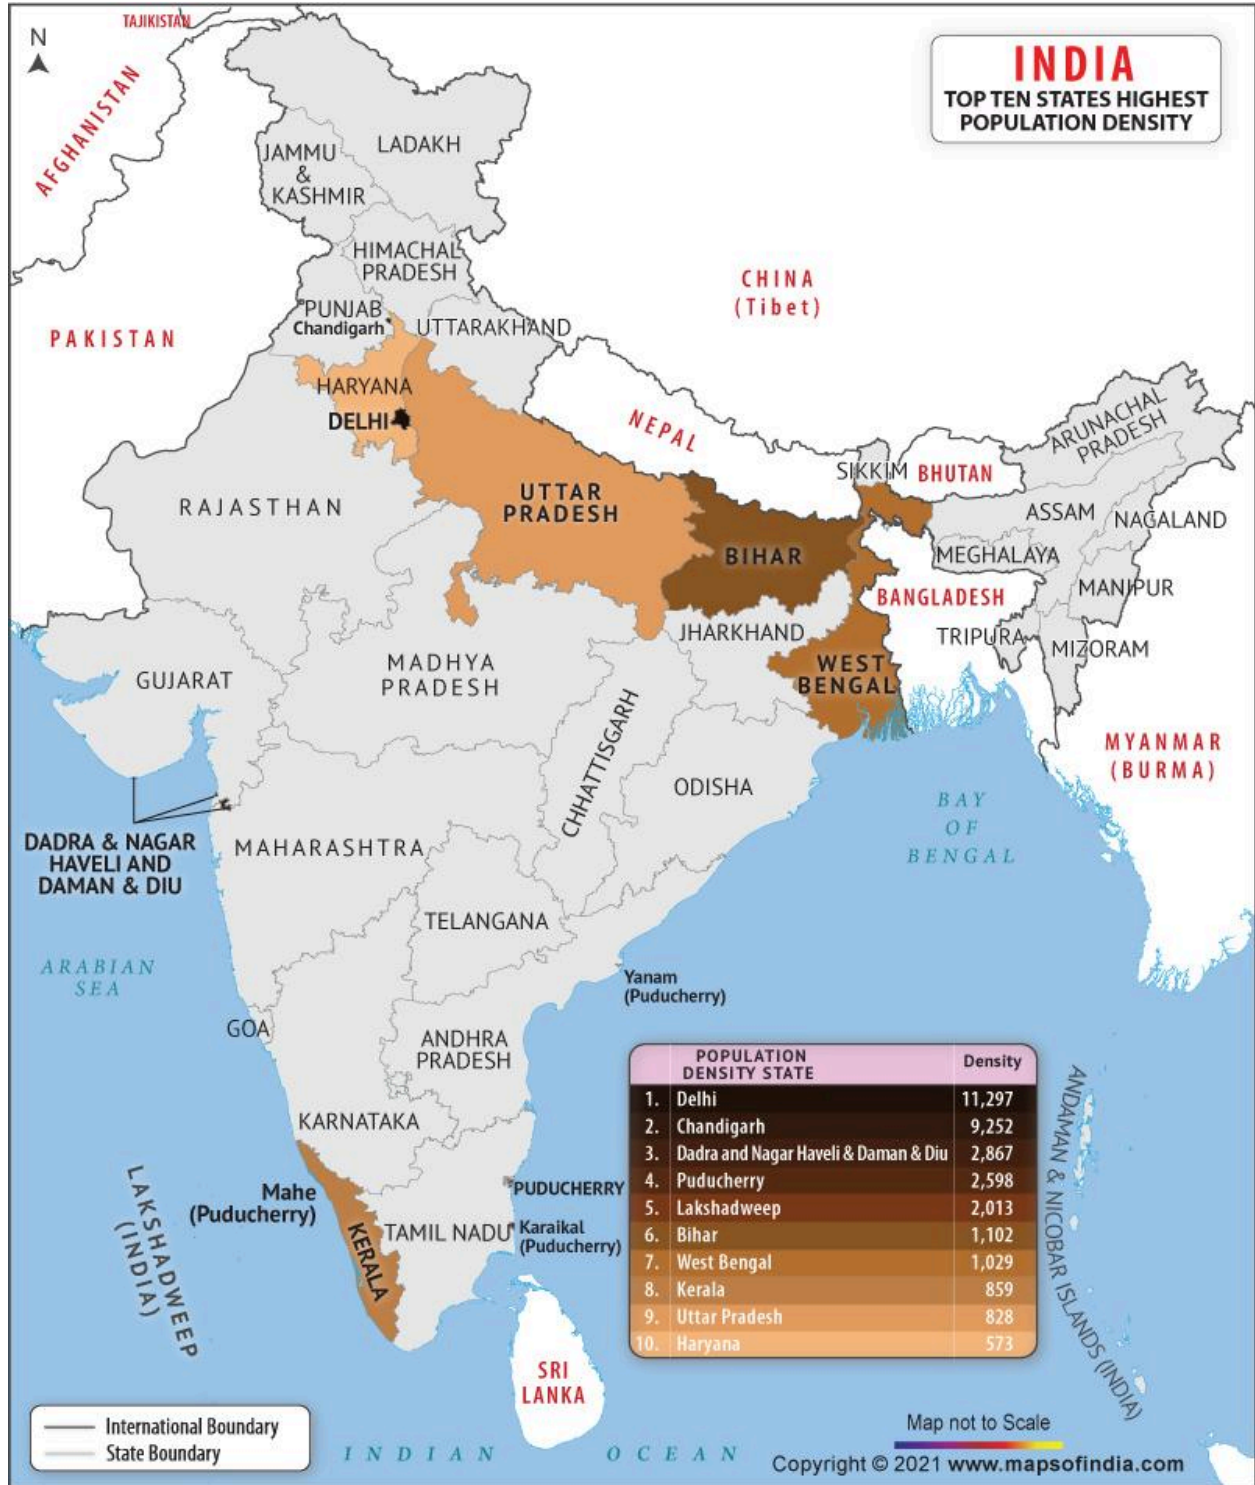 N
TAJIKISTAN
AFGHANISTAN
INDIA
TOP TEN STATES HIGHEST
POPULATION DENSITY
LADAKH
JAMMU
&
KASHMIR
HIMACHAL
PRADESH
CHINA
(Tibet)
PUNJAB
Chandigarh
UTTARAKHAND
PAKISTAN
HARYANA
DELHI
NEPAL
ARUNACHAL
PRADESH
SIKKIM
BHUTAN
RAJASTHAN
UTTAR
PRADESH
ASSAM
NAGALAND
BIHAR
MEGHALAYA
MANIPUR
BANGLADESH
JHARKHAND
TRIPURA
MIZORAM
GUJARAT
MADHYA
PRADESH
WEST
BENGAL
CHHATTISGARH
MYANMAR
(BURMA)
ODISHA
BAY
OF
BENGAL
DADRA & NAGAR
HAVELI AND
DAMAN & DIU
MAHARASHTRA
TELANGANA
ARABIAN
SEA
Yanam
(Puducherry)
GOA
ANDHRA
PRADESH
KARNATAKA
POPULATION
DENSITY STATE
Density
1. Delhi 11,297
2. Chandigarh 9,252
3. Dadra and Nagar Haveli & Daman & Diu 2,867
4. Puducherry 2,598
5. Lakshadweep 2,013
6. Bihar 1,102
7. West Bengal 1,029
8. Kerala 859
9. Uttar Pradesh 828
10. Haryana 573
ANDAMAN & NICOBAR ISLANDS (INDIA)
LAKSHADWEEP
(INDIA)
Mahe
(Puducherry)
KERALA
PUDUCHERRY
TAMIL NADU
Karaikal
(Puducherry)
SRI
LANKA
International Boundary
State Boundary
INDIAN OCEAN
Map not to Scale
Copyright © 2021 www.mapsofindia.com